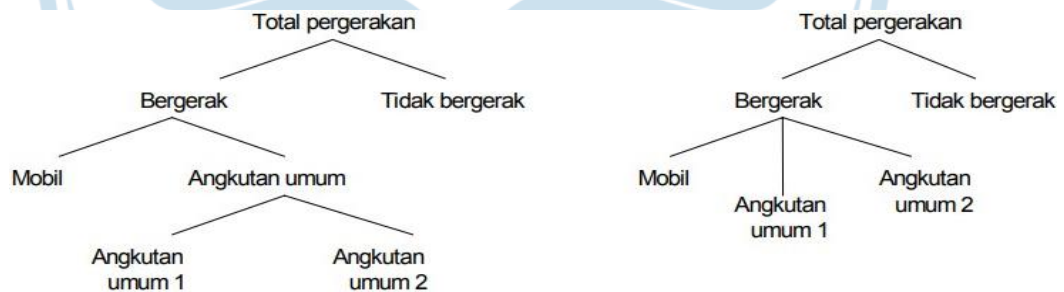 Total pergerakan
Bergerak
Tidak bergerak
Mobil
Angkutan umum
Angkutan
umum 1
Angkutan
umum 2
Total pergerakan
Bergerak
Tidak bergerak
Mobil
Angkutan
umum 1
Angkutan
umum 2